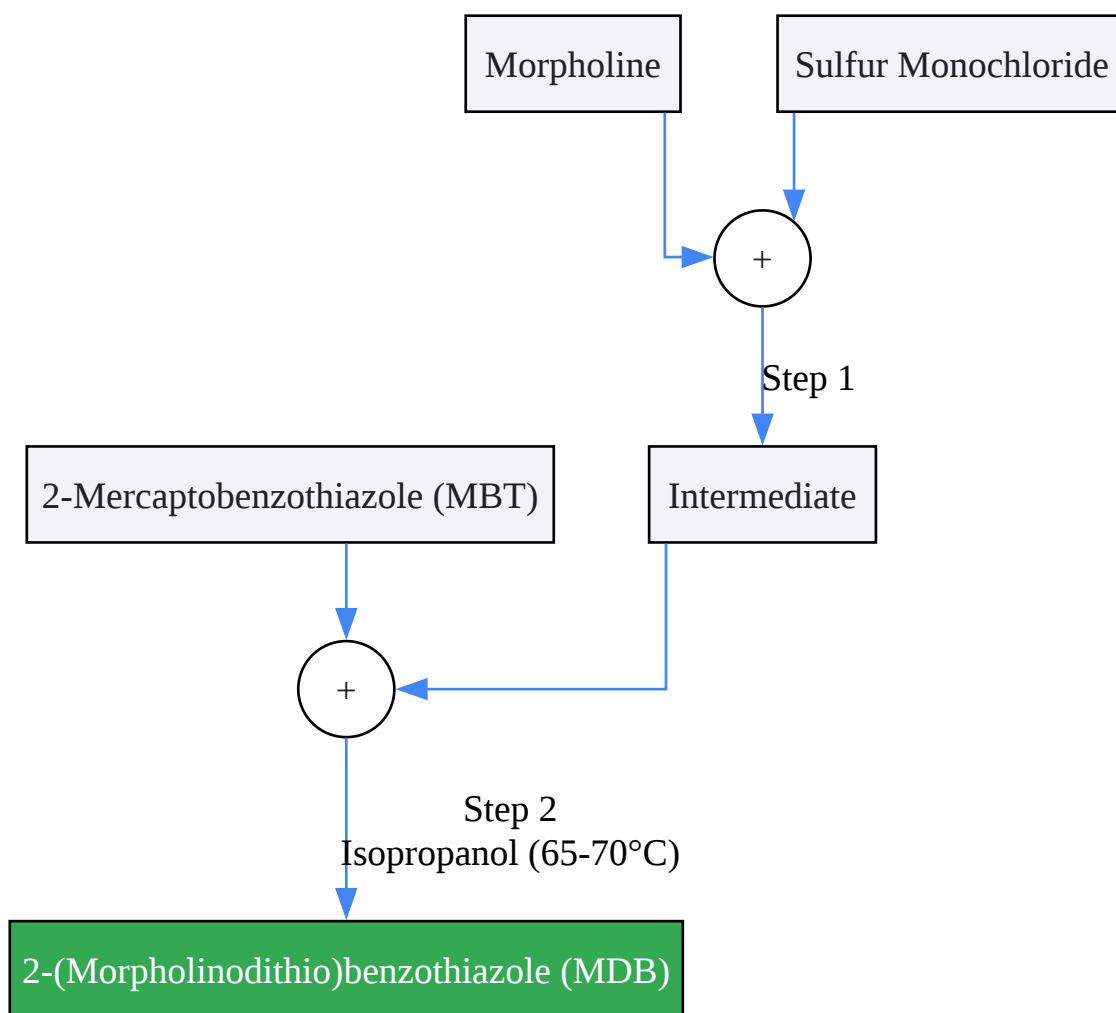 Morpholine
Sulfur Monochloride
+
Step 1
2-Mercaptobenzothiazole (MBT)
Intermediate
+
Step 2
Isopropanol (65-70°C)
2-(Morpholinodithio)benzothiazole (MDB)